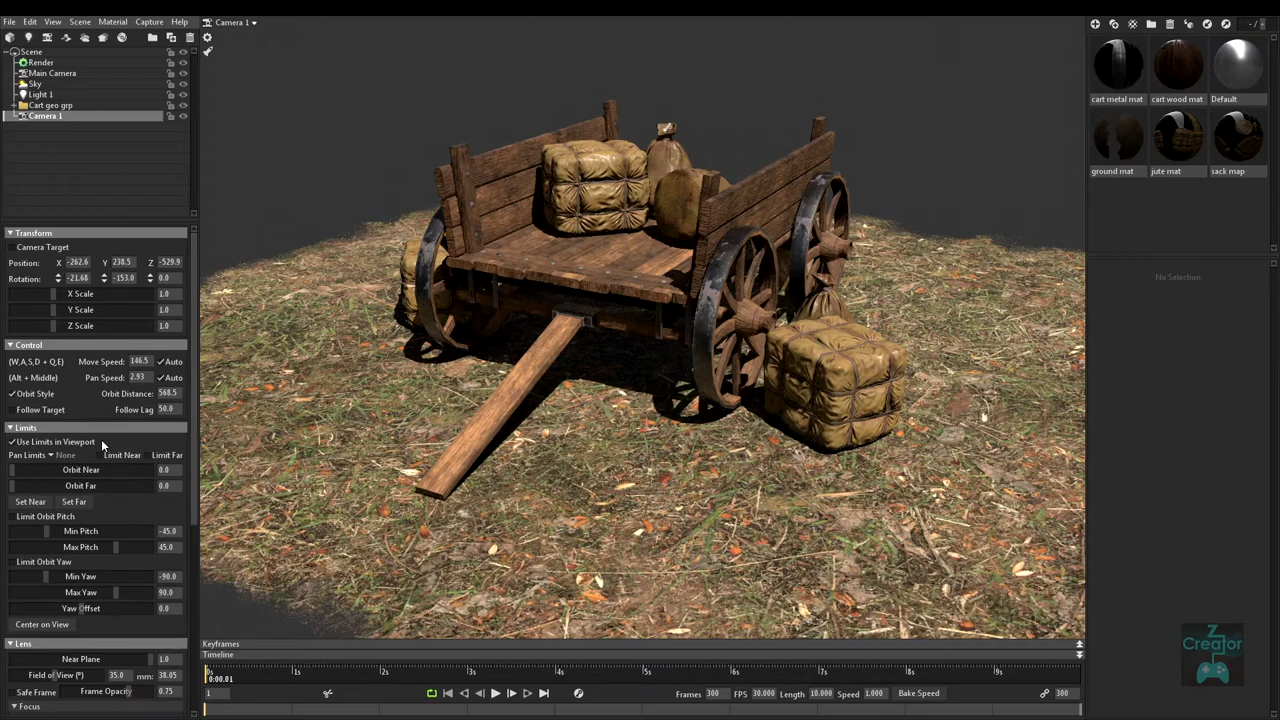 File Edit View Scene Material Capture Help
Camera 1
- /
Scene
Render
Main Camera
Sky
Light 1
Cart geo grp
Camera 1
cart metal mat
cart wood mat
Default
ground mat
jute mat
sack map
No Selection
Transform
Camera Target
Position: X -262.6 Y 238.5 Z -529.9
Rotation: -21.68 -153.0 0.0
X Scale 1.0
Y Scale 1.0
Z Scale 1.0
Control
(W,A,S,D + Q,E) Move Speed: 146.5 Auto
(Alt + Middle) Pan Speed: 2.93 Auto
Orbit Style Orbit Distance: 568.5
Follow Target Follow Lag 50.0
Limits
Use Limits in Viewport
Pan Limits None Limit Near Limit Far
Orbit Near 0.0
Orbit Far 0.0
Set Near Set Far
Limit Orbit Pitch
Min Pitch -45.0
Max Pitch 45.0
Limit Orbit Yaw
Min Yaw -90.0
Max Yaw 90.0
Yaw Offset 0.0
Center on View
Lens
Near Plane 1.0
Field of View (°) 35.0 mm: 38.05
Safe Frame Frame Opacity 0.75
Focus
Keyframes
Timeline
0s 1s 2s 3s 4s 5s 6s 7s 8s 9s
0:00.01
1
Frames 300 FPS 30.000 Length 10.000 Speed 1.000 Bake Speed 300
Z
Creator